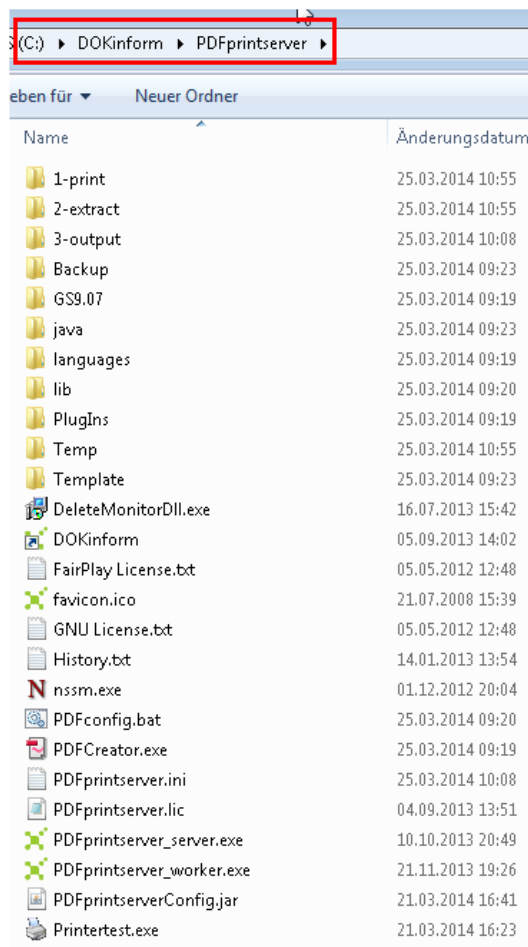 (C:) ▸ DOKinform ▸ PDFprintserver ▸
eben für ▾ Neuer Ordner
Name Änderungsdatum
1-print 25.03.2014 10:55
2-extract 25.03.2014 10:55
3-output 25.03.2014 10:08
Backup 25.03.2014 09:23
GS9.07 25.03.2014 09:19
java 25.03.2014 09:23
languages 25.03.2014 09:19
lib 25.03.2014 09:20
PlugIns 25.03.2014 09:19
Temp 25.03.2014 10:55
Template 25.03.2014 09:23
DeleteMonitorDll.exe 16.07.2013 15:42
DOKinform 05.09.2013 14:02
FairPlay License.txt 05.05.2012 12:48
favicon.ico 21.07.2008 15:39
GNU License.txt 05.05.2012 12:48
History.txt 14.01.2013 13:54
nssm.exe 01.12.2012 20:04
PDFconfig.bat 25.03.2014 09:20
PDFCreator.exe 25.03.2014 09:19
PDFprintserver.ini 25.03.2014 10:08
PDFprintserver.lic 04.09.2013 13:51
PDFprintserver_server.exe 10.10.2013 20:49
PDFprintserver_worker.exe 21.11.2013 19:26
PDFprintserverConfig.jar 21.03.2014 16:41
Printertest.exe 21.03.2014 16:23